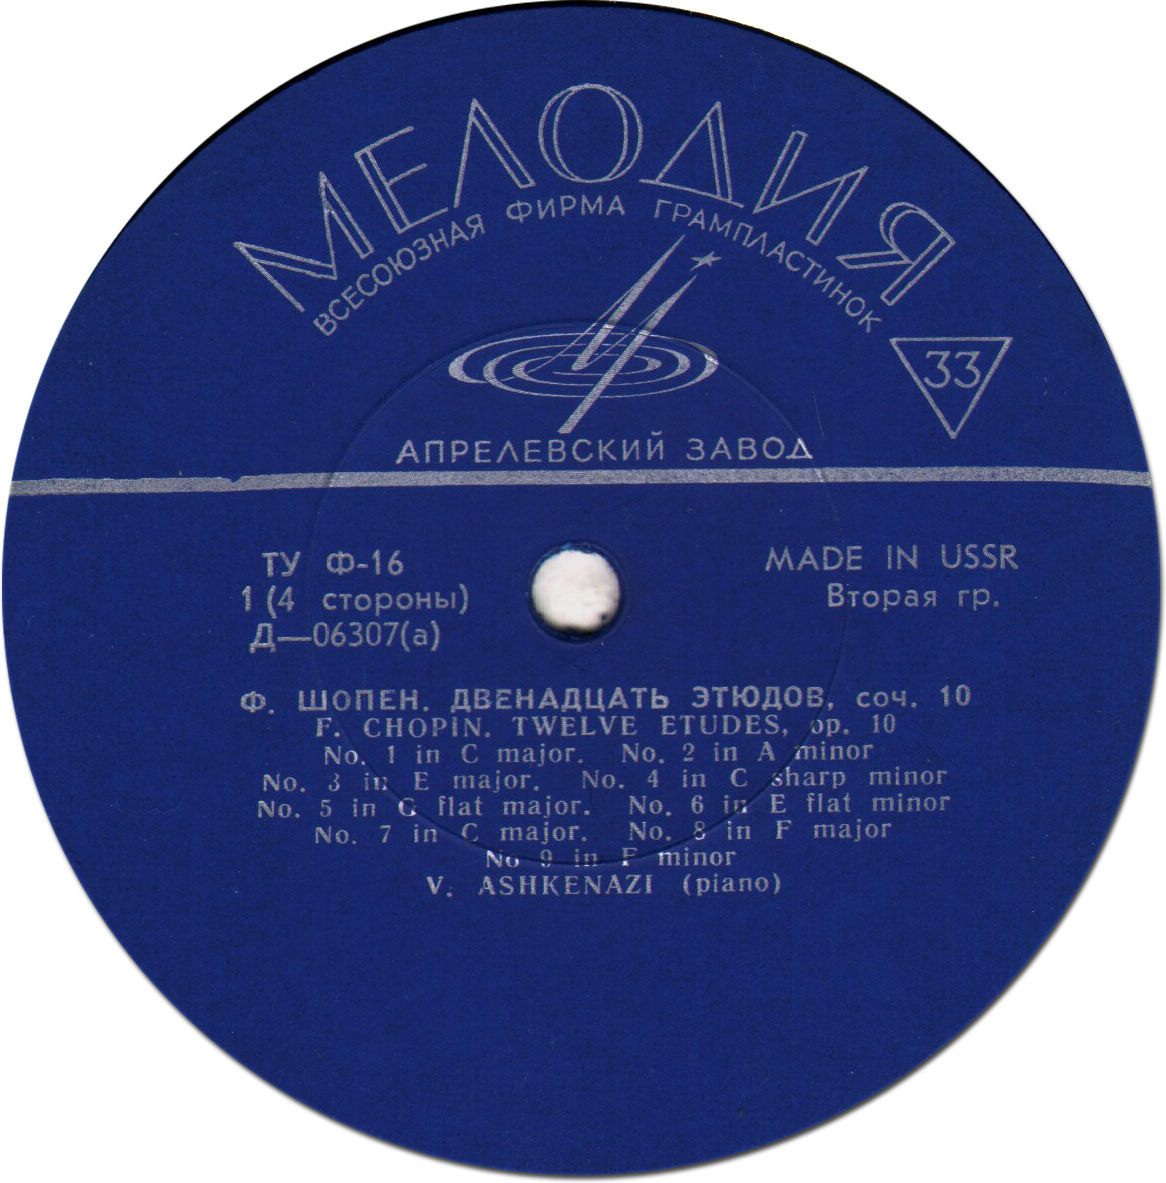 МЕЛОДИЯ
ВСЕСОЮЗНАЯ ФИРМА ГРАМПЛАСТИНОК
33
АПРЕЛЕВСКИЙ ЗАВОД
ТУ Ф-16
1 (4 стороны)
Д—06307(а)
MADE IN USSR
Вторая гр.
Ф. ШОПЕН. ДВЕНАДЦАТЬ ЭТЮДОВ, соч. 10
F. CHOPIN. TWELVE ETUDES, op. 10
No. 1 in C major. No. 2 in A minor
No. 3 in E major. No. 4 in C sharp minor
No. 5 in G flat major. No. 6 in E flat minor
No. 7 in C major. No. 8 in F major
No 9 in F minor
V. ASHKENAZI (piano)